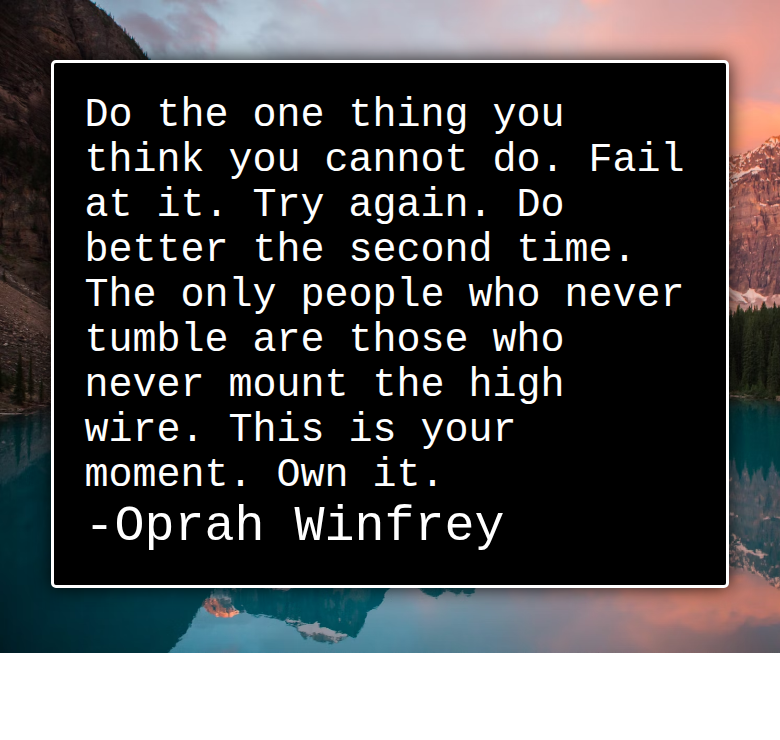 Do the one thing you
think you cannot do. Fail
at it. Try again. Do
better the second time.
The only people who never
tumble are those who
never mount the high
wire. This is your
moment. Own it.
-Oprah Winfrey